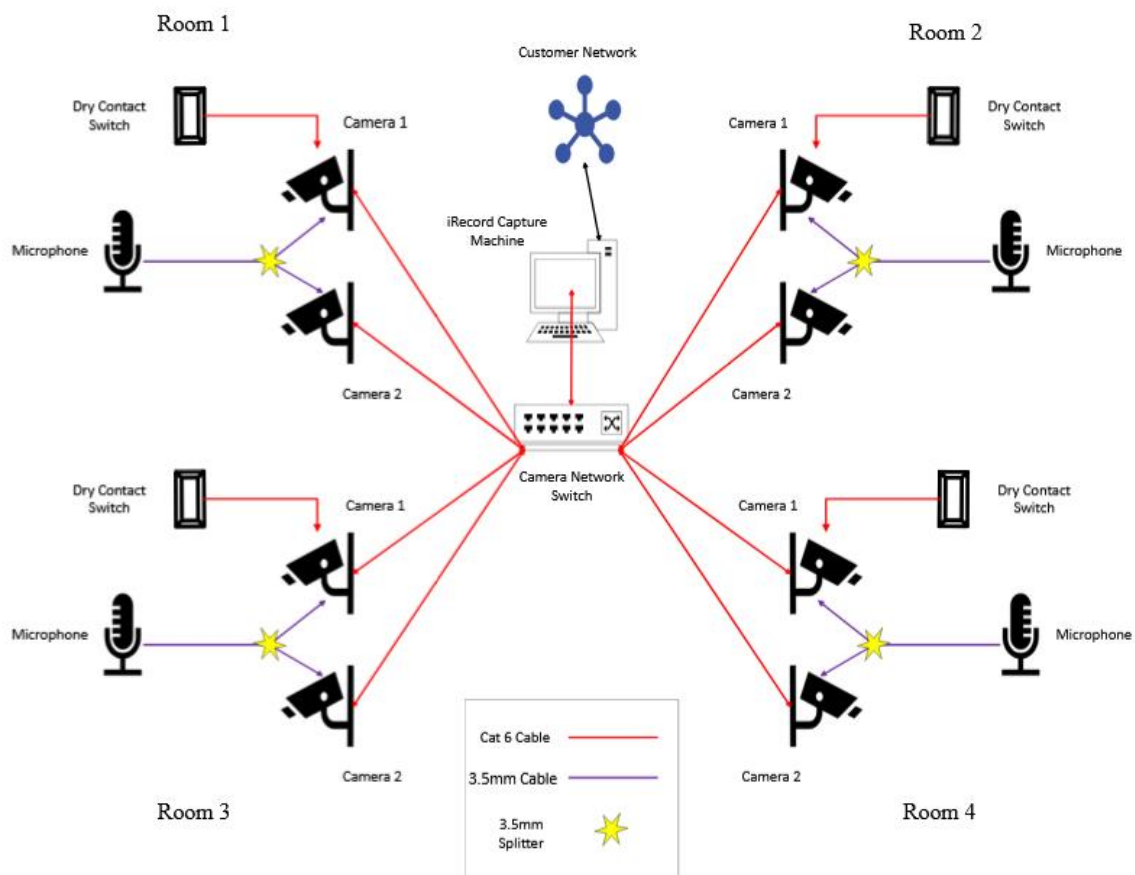 Room 1
Room 2
Customer Network
Dry Contact
Switch
Camera 1
Camera 1
Dry Contact
Switch
iRecord Capture
Machine
Microphone
Microphone
Camera 2
Camera 2
Camera Network
Switch
Dry Contact
Switch
Camera 1
Camera 1
Dry Contact
Switch
Microphone
Microphone
Camera 2
Camera 2
Room 3
Room 4
Cat 6 Cable
3.5mm Cable
3.5mm
Splitter